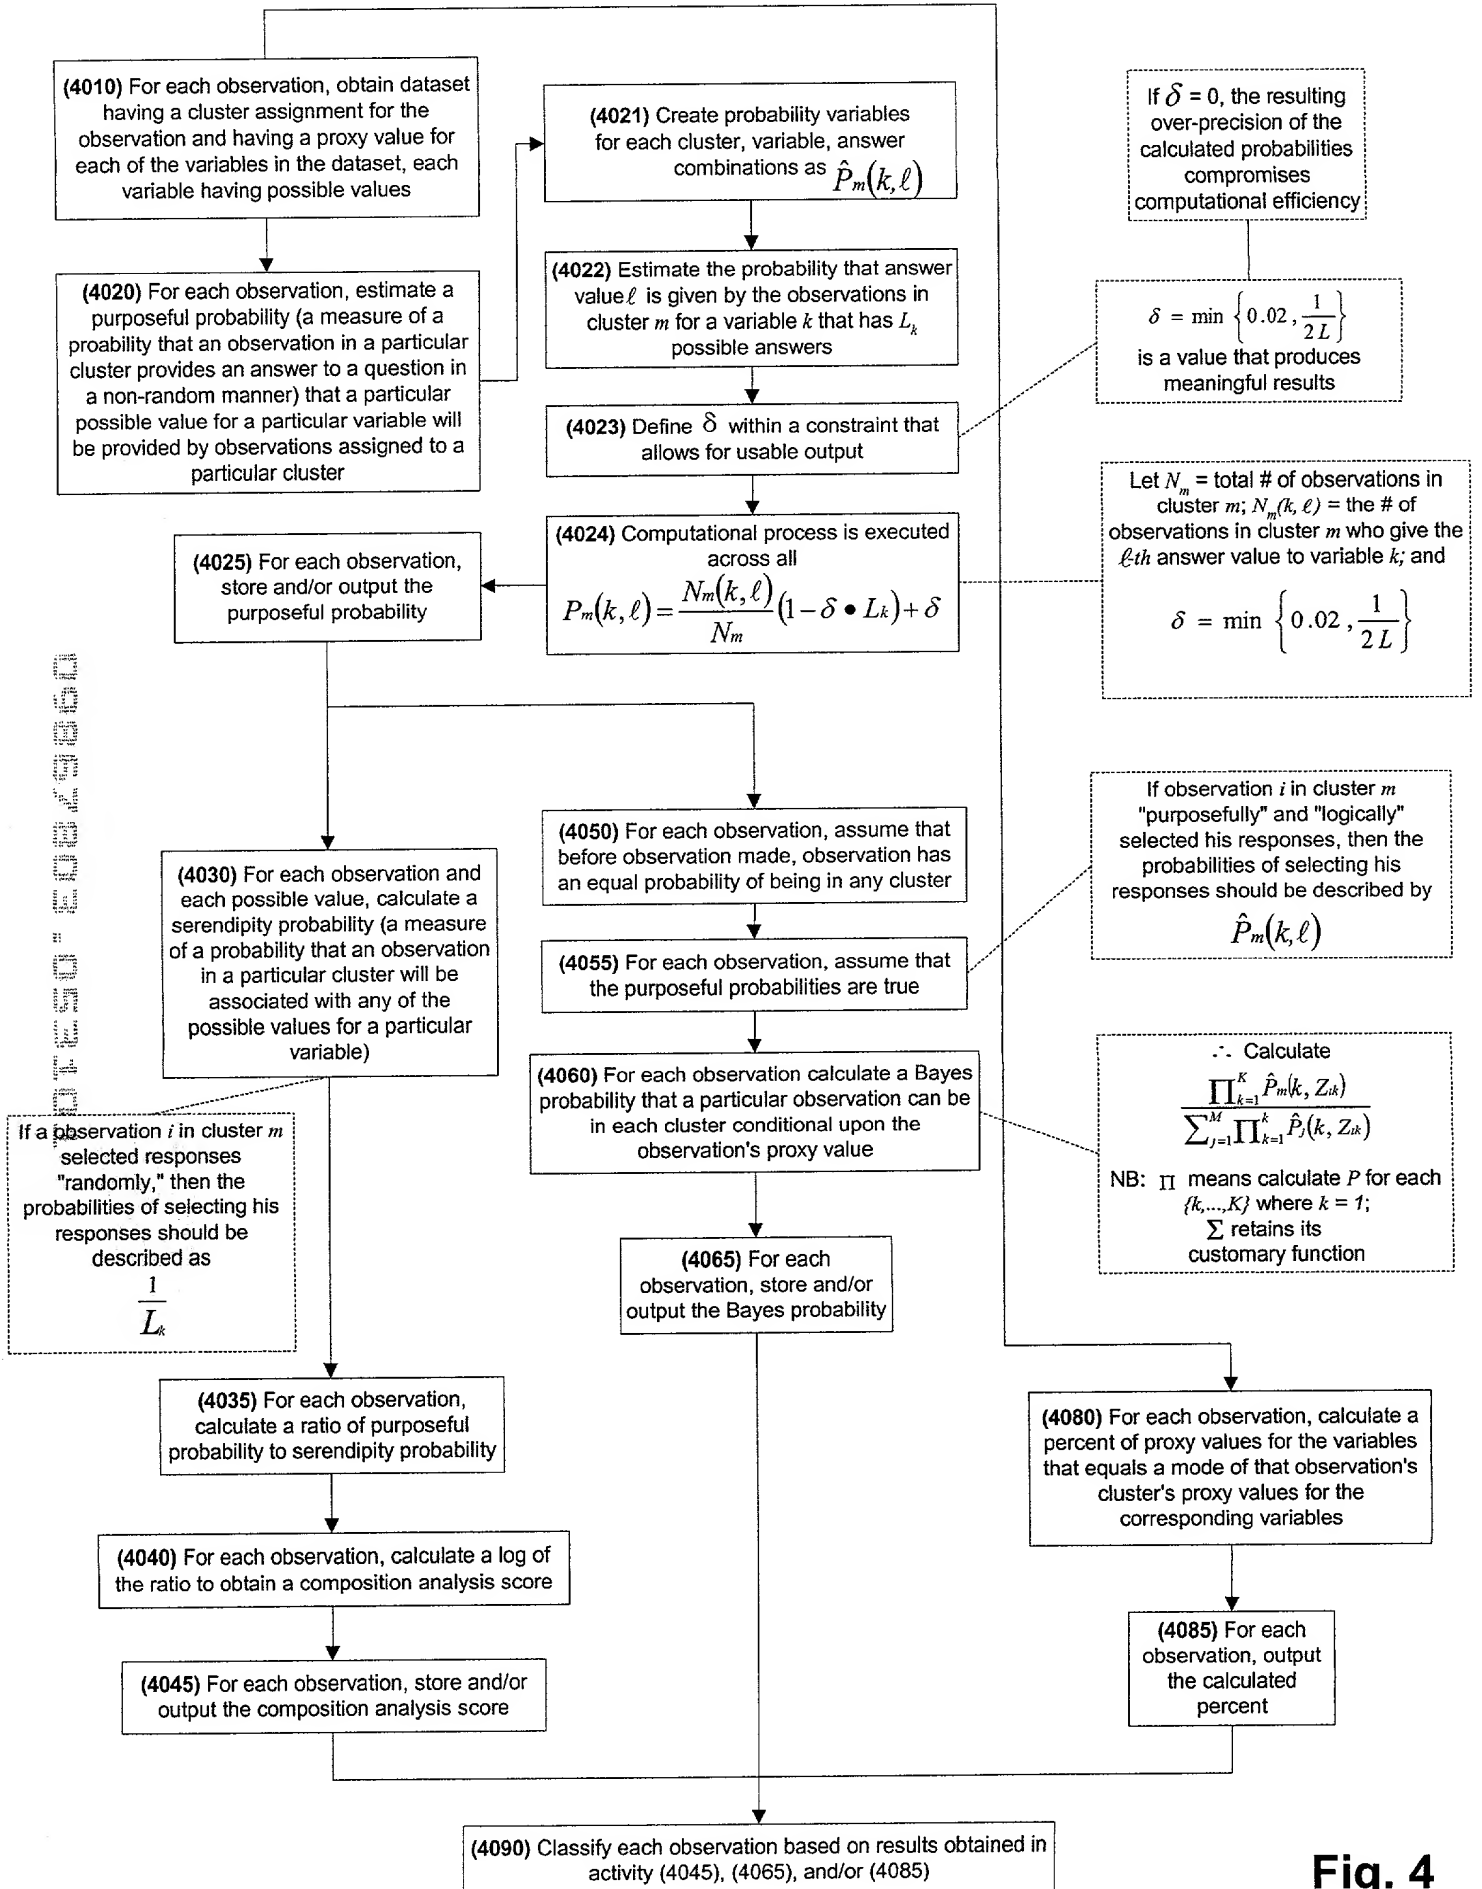 (4010) For each observation, obtain dataset
having a cluster assignment for the
observation and having a proxy value for
each of the variables in the dataset, each
variable having possible values
(4020) For each observation, estimate a
purposeful probability (a measure of a
proability that an observation in a particular
cluster provides an answer to a question in
a non-random manner) that a particular
possible value for a particular variable will
be provided by observations assigned to a
particular cluster
(4021) Create probability variables
for each cluster, variable, answer
combinations as P̂m(k,ℓ)
(4022) Estimate the probability that answer
value ℓ is given by the observations in
cluster m for a variable k that has Lk
possible answers
(4023) Define δ within a constraint that
allows for usable output
(4024) Computational process is executed
across all
Pm(k,ℓ) = Nm(k,ℓ) / Nm (1 − δ • Lk) + δ
If δ = 0, the resulting
over-precision of the
calculated probabilities
compromises
computational efficiency
δ = min {0.02, 1 / 2L}
is a value that produces
meaningful results
Let Nm = total # of observations in
cluster m; Nm(k, ℓ) = the # of
observations in cluster m who give the
ℓ-th answer value to variable k; and
δ = min {0.02, 1 / 2L}
(4025) For each observation,
store and/or output the
purposeful probability
(4030) For each observation and
each possible value, calculate a
serendipity probability (a measure
of a probability that an observation
in a particular cluster will be
associated with any of the
possible values for a particular
variable)
If a observation i in cluster m
selected responses
"randomly," then the
probabilities of selecting his
responses should be
described as
1 / Lk
(4035) For each observation,
calculate a ratio of purposeful
probability to serendipity probability
(4040) For each observation, calculate a log of
the ratio to obtain a composition analysis score
(4045) For each observation, store and/or
output the composition analysis score
(4050) For each observation, assume that
before observation made, observation has
an equal probability of being in any cluster
(4055) For each observation, assume that
the purposeful probabilities are true
(4060) For each observation calculate a Bayes
probability that a particular observation can be
in each cluster conditional upon the
observation's proxy value
(4065) For each
observation, store and/or
output the Bayes probability
If observation i in cluster m
"purposefully" and "logically"
selected his responses, then the
probabilities of selecting his
responses should be described by
P̂m(k,ℓ)
∴ Calculate
∏ᴷk=1 P̂m(k, Zik)
∑ᴹj=1 ∏ᵏk=1 P̂j(k, Zik)
NB: ∏ means calculate P for each
{k,...,K} where k = 1;
∑ retains its
customary function
(4080) For each observation, calculate a
percent of proxy values for the variables
that equals a mode of that observation's
cluster's proxy values for the
corresponding variables
(4085) For each
observation, output
the calculated
percent
(4090) Classify each observation based on results obtained in
activity (4045), (4065), and/or (4085)
Fig. 4